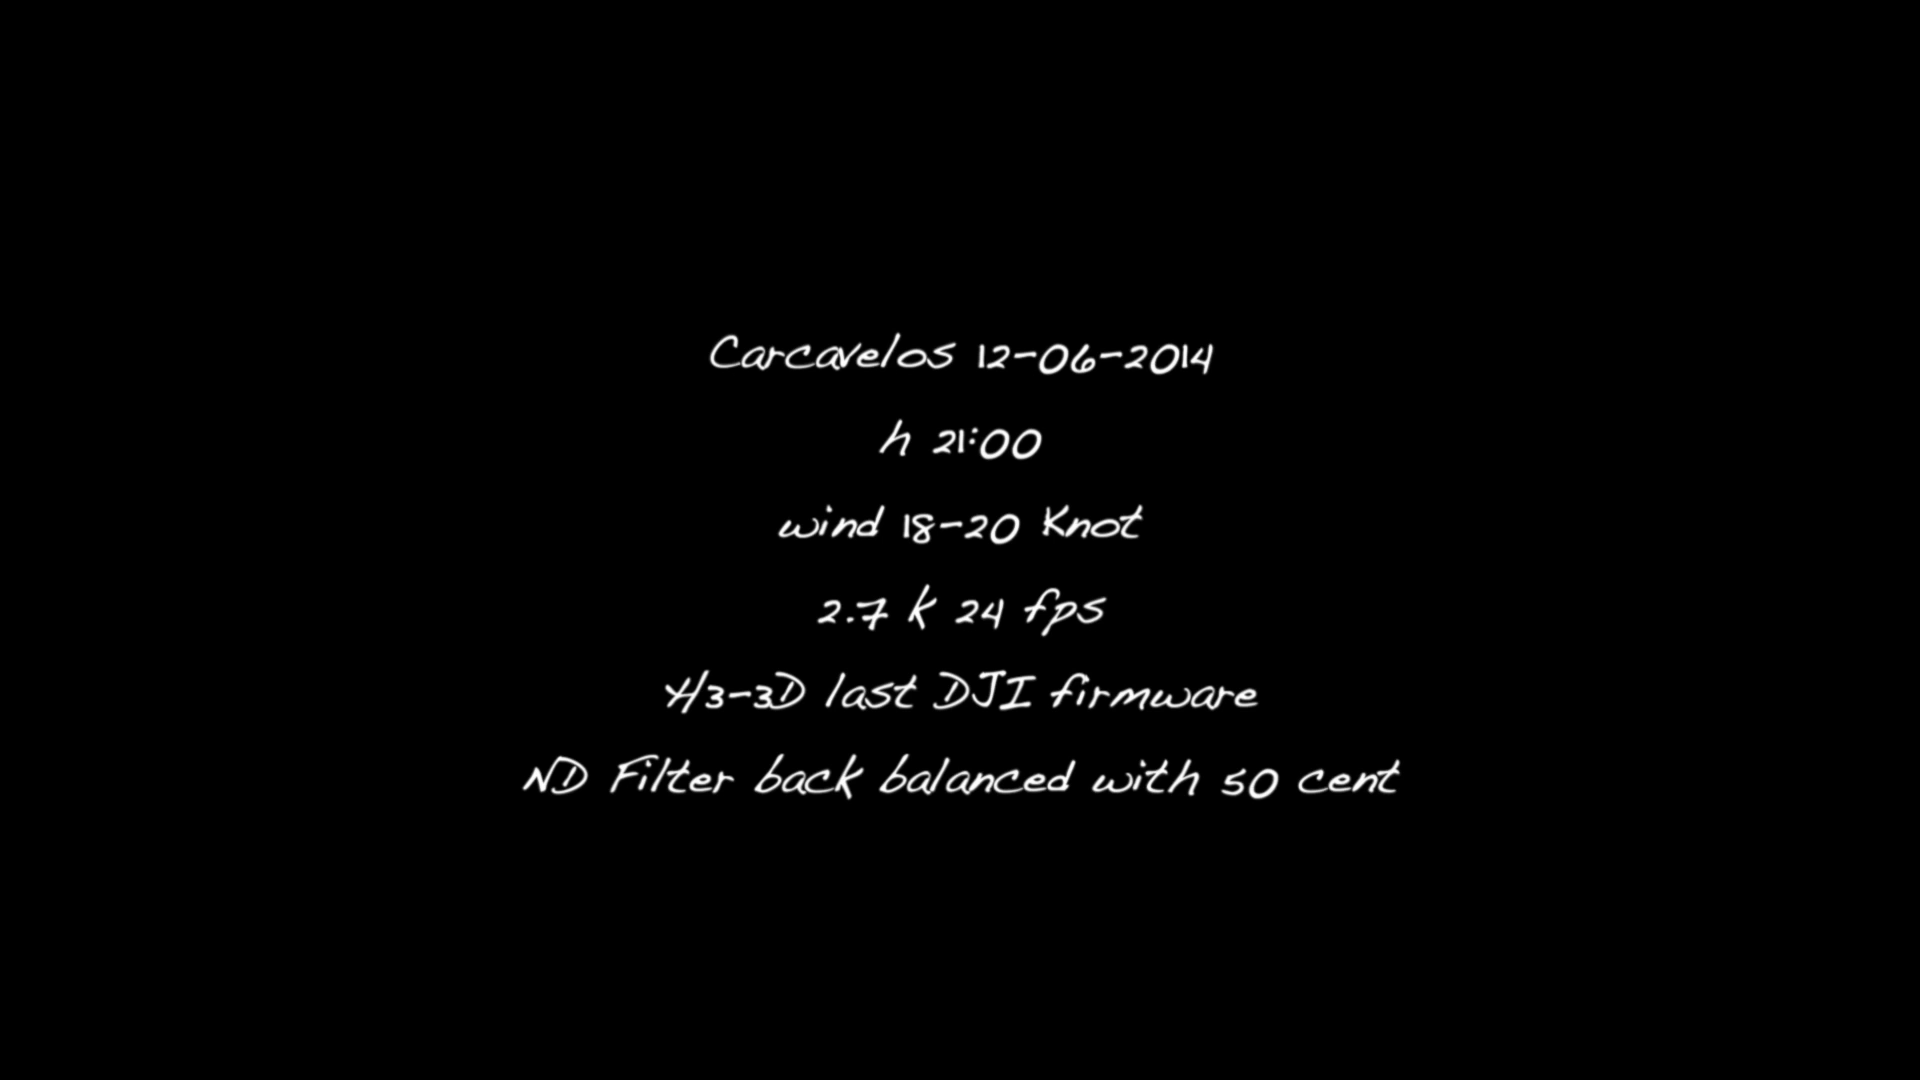 Carcavelos 12-06-2014
h 21:00
wind 18-20 Knot
2.7 k 24 fps
H3-3D last DJI firmware
ND Filter back balanced with 50 cent